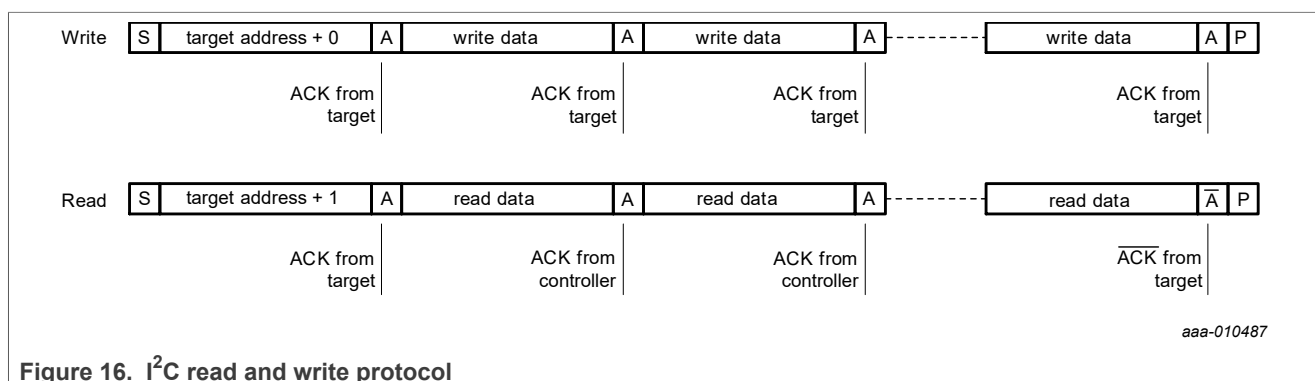 Write S target address + 0 A write data A write data A write data A P
ACK from target ACK from target ACK from target ACK from target
Read S target address + 1 A read data A read data A read data A̅ P
ACK from target ACK from controller ACK from controller A̅C̅K̅ from target
aaa-010487
Figure 16. I²C read and write protocol